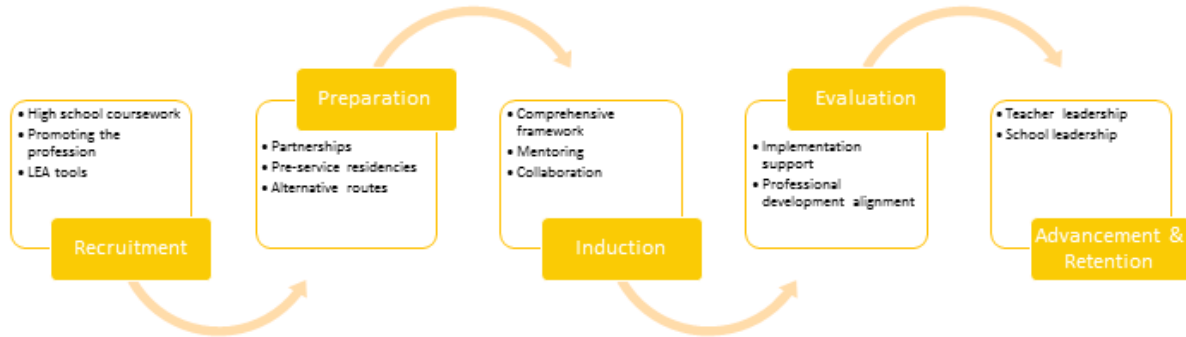 • High school coursework
• Promoting the
profession
• LEA tools
Recruitment
Preparation
• Partnerships
• Pre-service residencies
• Alternative routes
• Comprehensive
framework
• Mentoring
• Collaboration
Induction
Evaluation
• Implementation
support
• Professional
development alignment
• Teacher leadership
• School leadership
Advancement &
Retention